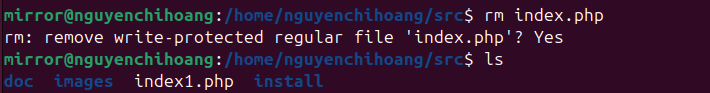 mirror@nguyenchihoang:/home/nguyenchihoang/src$ rm index.php
rm: remove write-protected regular file 'index.php'? Yes
mirror@nguyenchihoang:/home/nguyenchihoang/src$ ls
doc  images  index1.php  install